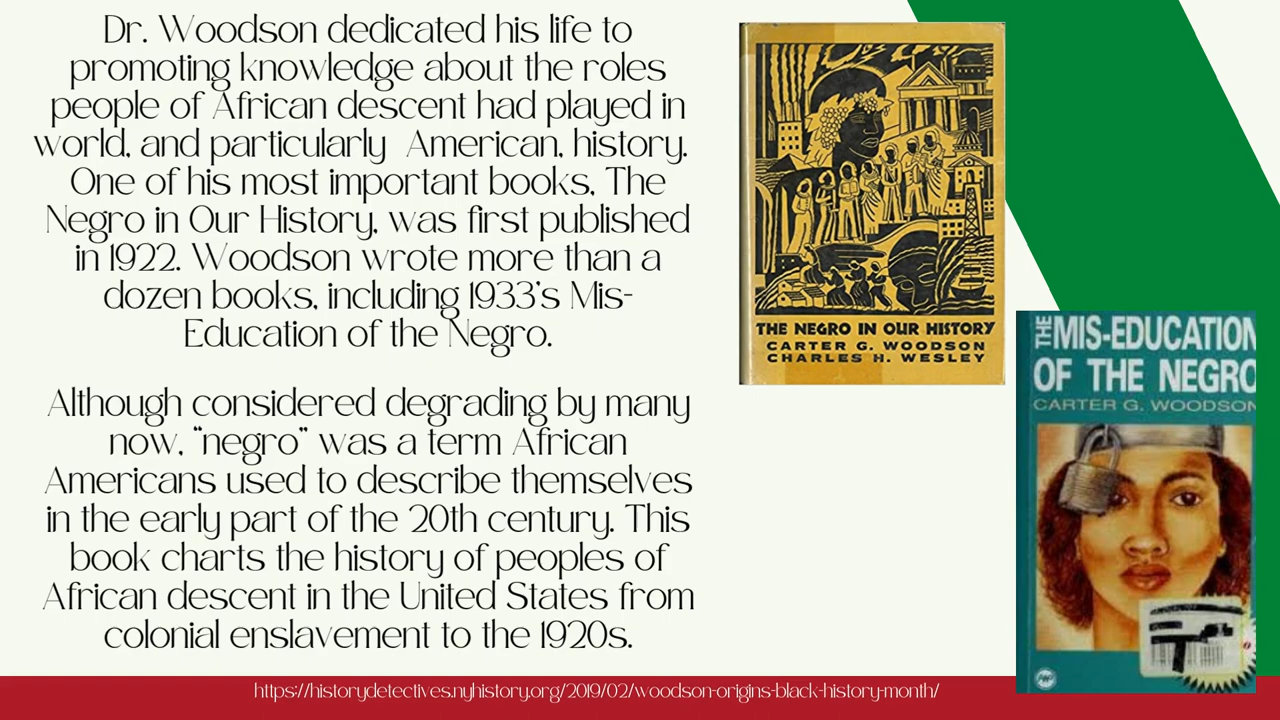 Dr. Woodson dedicated his life to
promoting knowledge about the roles
people of African descent had played in
world, and particularly  American, history.
One of his most important books, The
Negro in Our History, was first published
in 1922. Woodson wrote more than a
dozen books, including 1933's Mis-
Education of the Negro.
Although considered degrading by many
now, "negro" was a term African
Americans used to describe themselves
in the early part of the 20th century. This
book charts the history of peoples of
African descent in the United States from
colonial enslavement to the 1920s.
THE NEGRO IN OUR HISTORY
CARTER G. WOODSON
CHARLES H. WESLEY
THE MIS-EDUCATION
OF THE NEGRO
CARTER G. WOODSON
https://historydetectives.nyhistory.org/2019/02/woodson-origins-black-history-month/